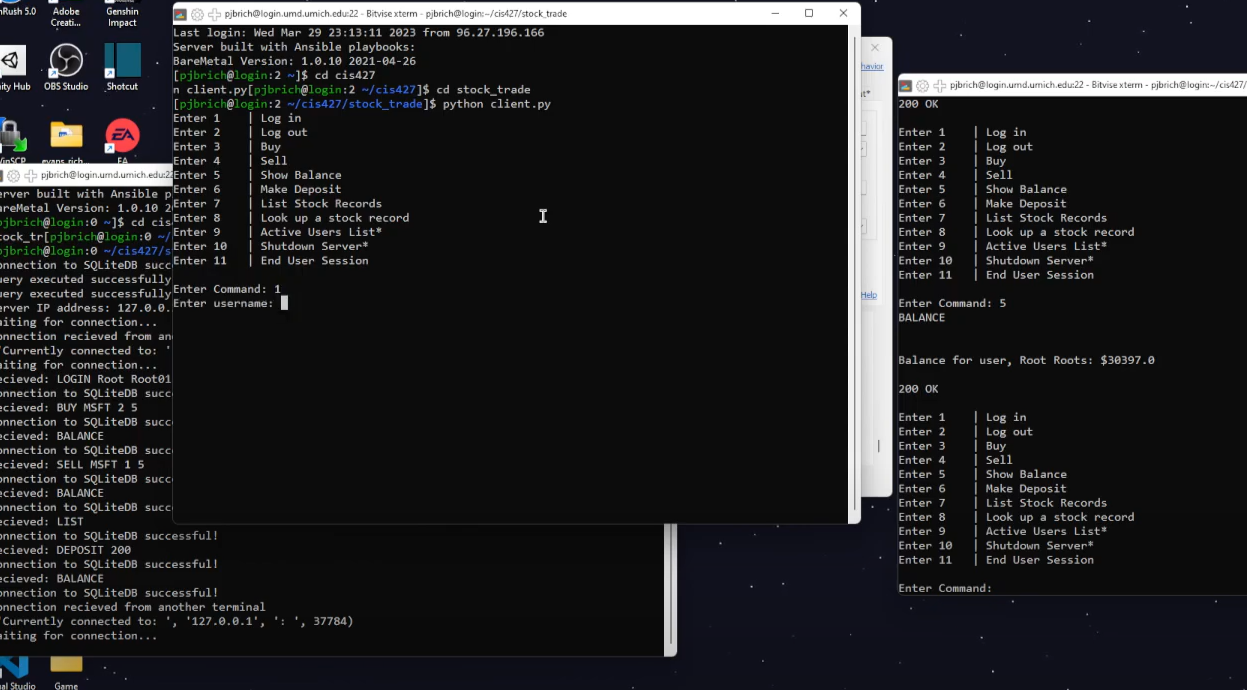 nRush 5.0
Adobe
Creati...
Genshin
Impact
ity Hub
OBS Studio
Shotcut
WinSCP
evans_rich...
EA
pjbrich@login.umd.umich.edu:22 - Bitvise xterm - pjbrich@login:~/cis427/stock_trade
Last login: Wed Mar 29 23:13:11 2023 from 96.27.196.166
Server built with Ansible playbooks:
BareMetal Version: 1.0.10 2021-04-26
[pjbrich@login:2 ~]$ cd cis427
n client.py[pjbrich@login:2 ~/cis427]$ cd stock_trade
[pjbrich@login:2 ~/cis427/stock_trade]$ python client.py
Enter 1 | Log in
Enter 2 | Log out
Enter 3 | Buy
Enter 4 | Sell
Enter 5 | Show Balance
Enter 6 | Make Deposit
Enter 7 | List Stock Records
Enter 8 | Look up a stock record
Enter 9 | Active Users List*
Enter 10 | Shutdown Server*
Enter 11 | End User Session
Enter Command: 1
Enter username:
pjbrich@login.umd.umich.edu:22
erver built with Ansible p
areMetal Version: 1.0.10 2
pjbrich@login:0 ~]$ cd cis
tock_tr[pjbrich@login:0 ~/
pjbrich@login:0 ~/cis427/s
onnection to SQLiteDB succ
uery executed successfully
uery executed successfully
erver IP address: 127.0.0.
aiting for connection...
onnection recieved from an
'Currently connected to: '
aiting for connection...
ecieved: LOGIN Root Root01
onnection to SQLiteDB succ
ecieved: BUY MSFT 2 5
onnection to SQLiteDB succ
ecieved: BALANCE
onnection to SQLiteDB succ
ecieved: SELL MSFT 1 5
onnection to SQLiteDB succ
ecieved: BALANCE
onnection to SQLiteDB succ
ecieved: LIST
onnection to SQLiteDB successful!
ecieved: DEPOSIT 200
onnection to SQLiteDB successful!
ecieved: BALANCE
onnection to SQLiteDB successful!
onnection recieved from another terminal
'Currently connected to: ', '127.0.0.1', ': ', 37784)
aiting for connection...
havior
Help
pjbrich@login.umd.umich.edu:22 - Bitvise xterm - pjbrich@login:~/cis427/
200 OK
Enter 1 | Log in
Enter 2 | Log out
Enter 3 | Buy
Enter 4 | Sell
Enter 5 | Show Balance
Enter 6 | Make Deposit
Enter 7 | List Stock Records
Enter 8 | Look up a stock record
Enter 9 | Active Users List*
Enter 10 | Shutdown Server*
Enter 11 | End User Session
Enter Command: 5
BALANCE
Balance for user, Root Roots: $30397.0
200 OK
Enter 1 | Log in
Enter 2 | Log out
Enter 3 | Buy
Enter 4 | Sell
Enter 5 | Show Balance
Enter 6 | Make Deposit
Enter 7 | List Stock Records
Enter 8 | Look up a stock record
Enter 9 | Active Users List*
Enter 10 | Shutdown Server*
Enter 11 | End User Session
Enter Command:
ual Studio
Game